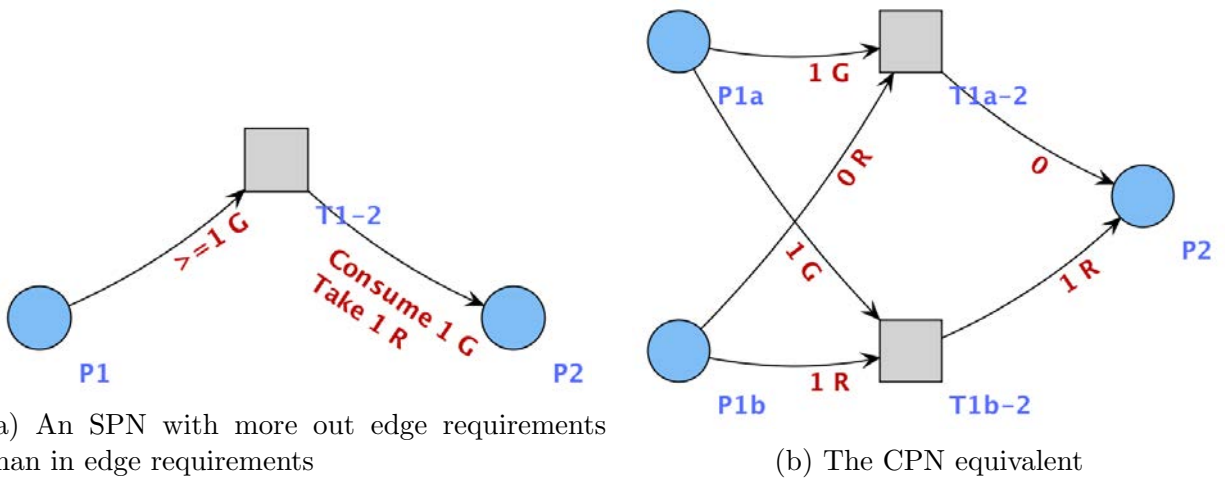 >=1 G
T1-2
Consume 1 G
Take 1 R
P1
P2
a) An SPN with more out edge requirements
han in edge requirements
P1a
1 G
T1a-2
0 R
0
1 G
P2
1 R
P1b
1 R
T1b-2
(b) The CPN equivalent